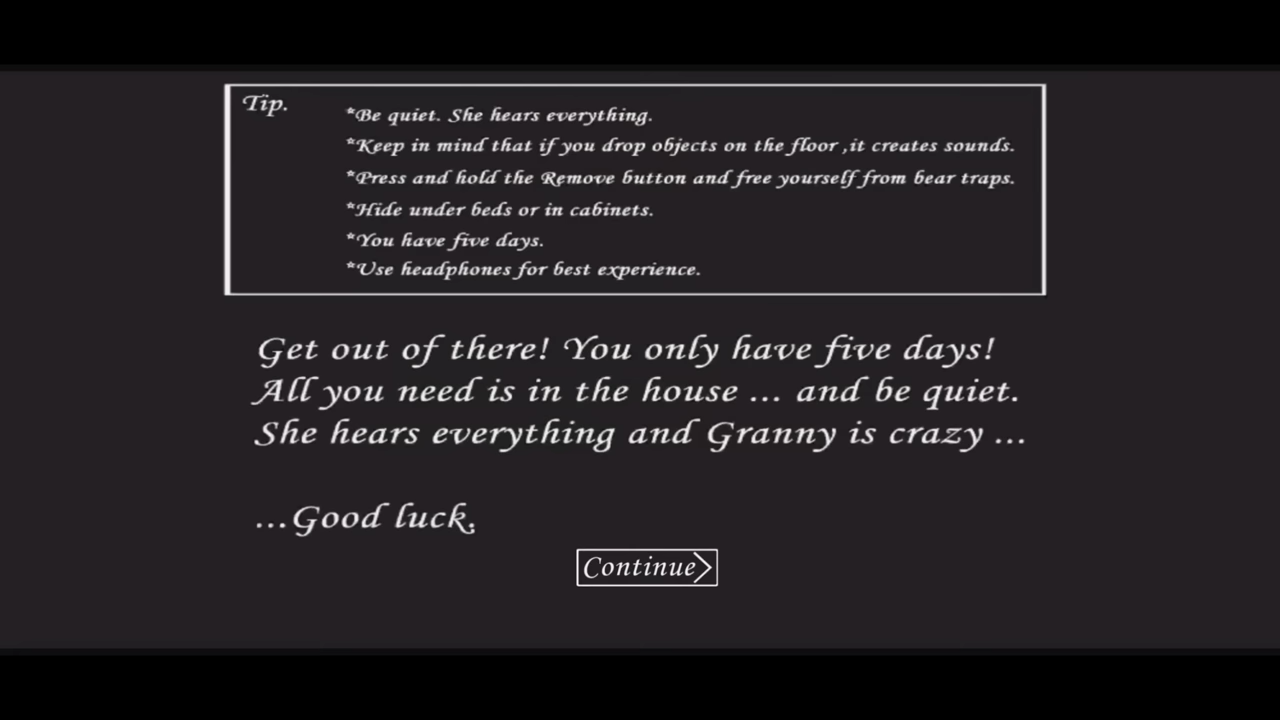 Tip.
*Be quiet. She hears everything.
*Keep in mind that if you drop objects on the floor ,it creates sounds.
*Press and hold the Remove button and free yourself from bear traps.
*Hide under beds or in cabinets.
*You have five days.
*Use headphones for best experience.
Get out of there! You only have five days!
All you need is in the house ... and be quiet.
She hears everything and Granny is crazy ...
...Good luck.
Continue>